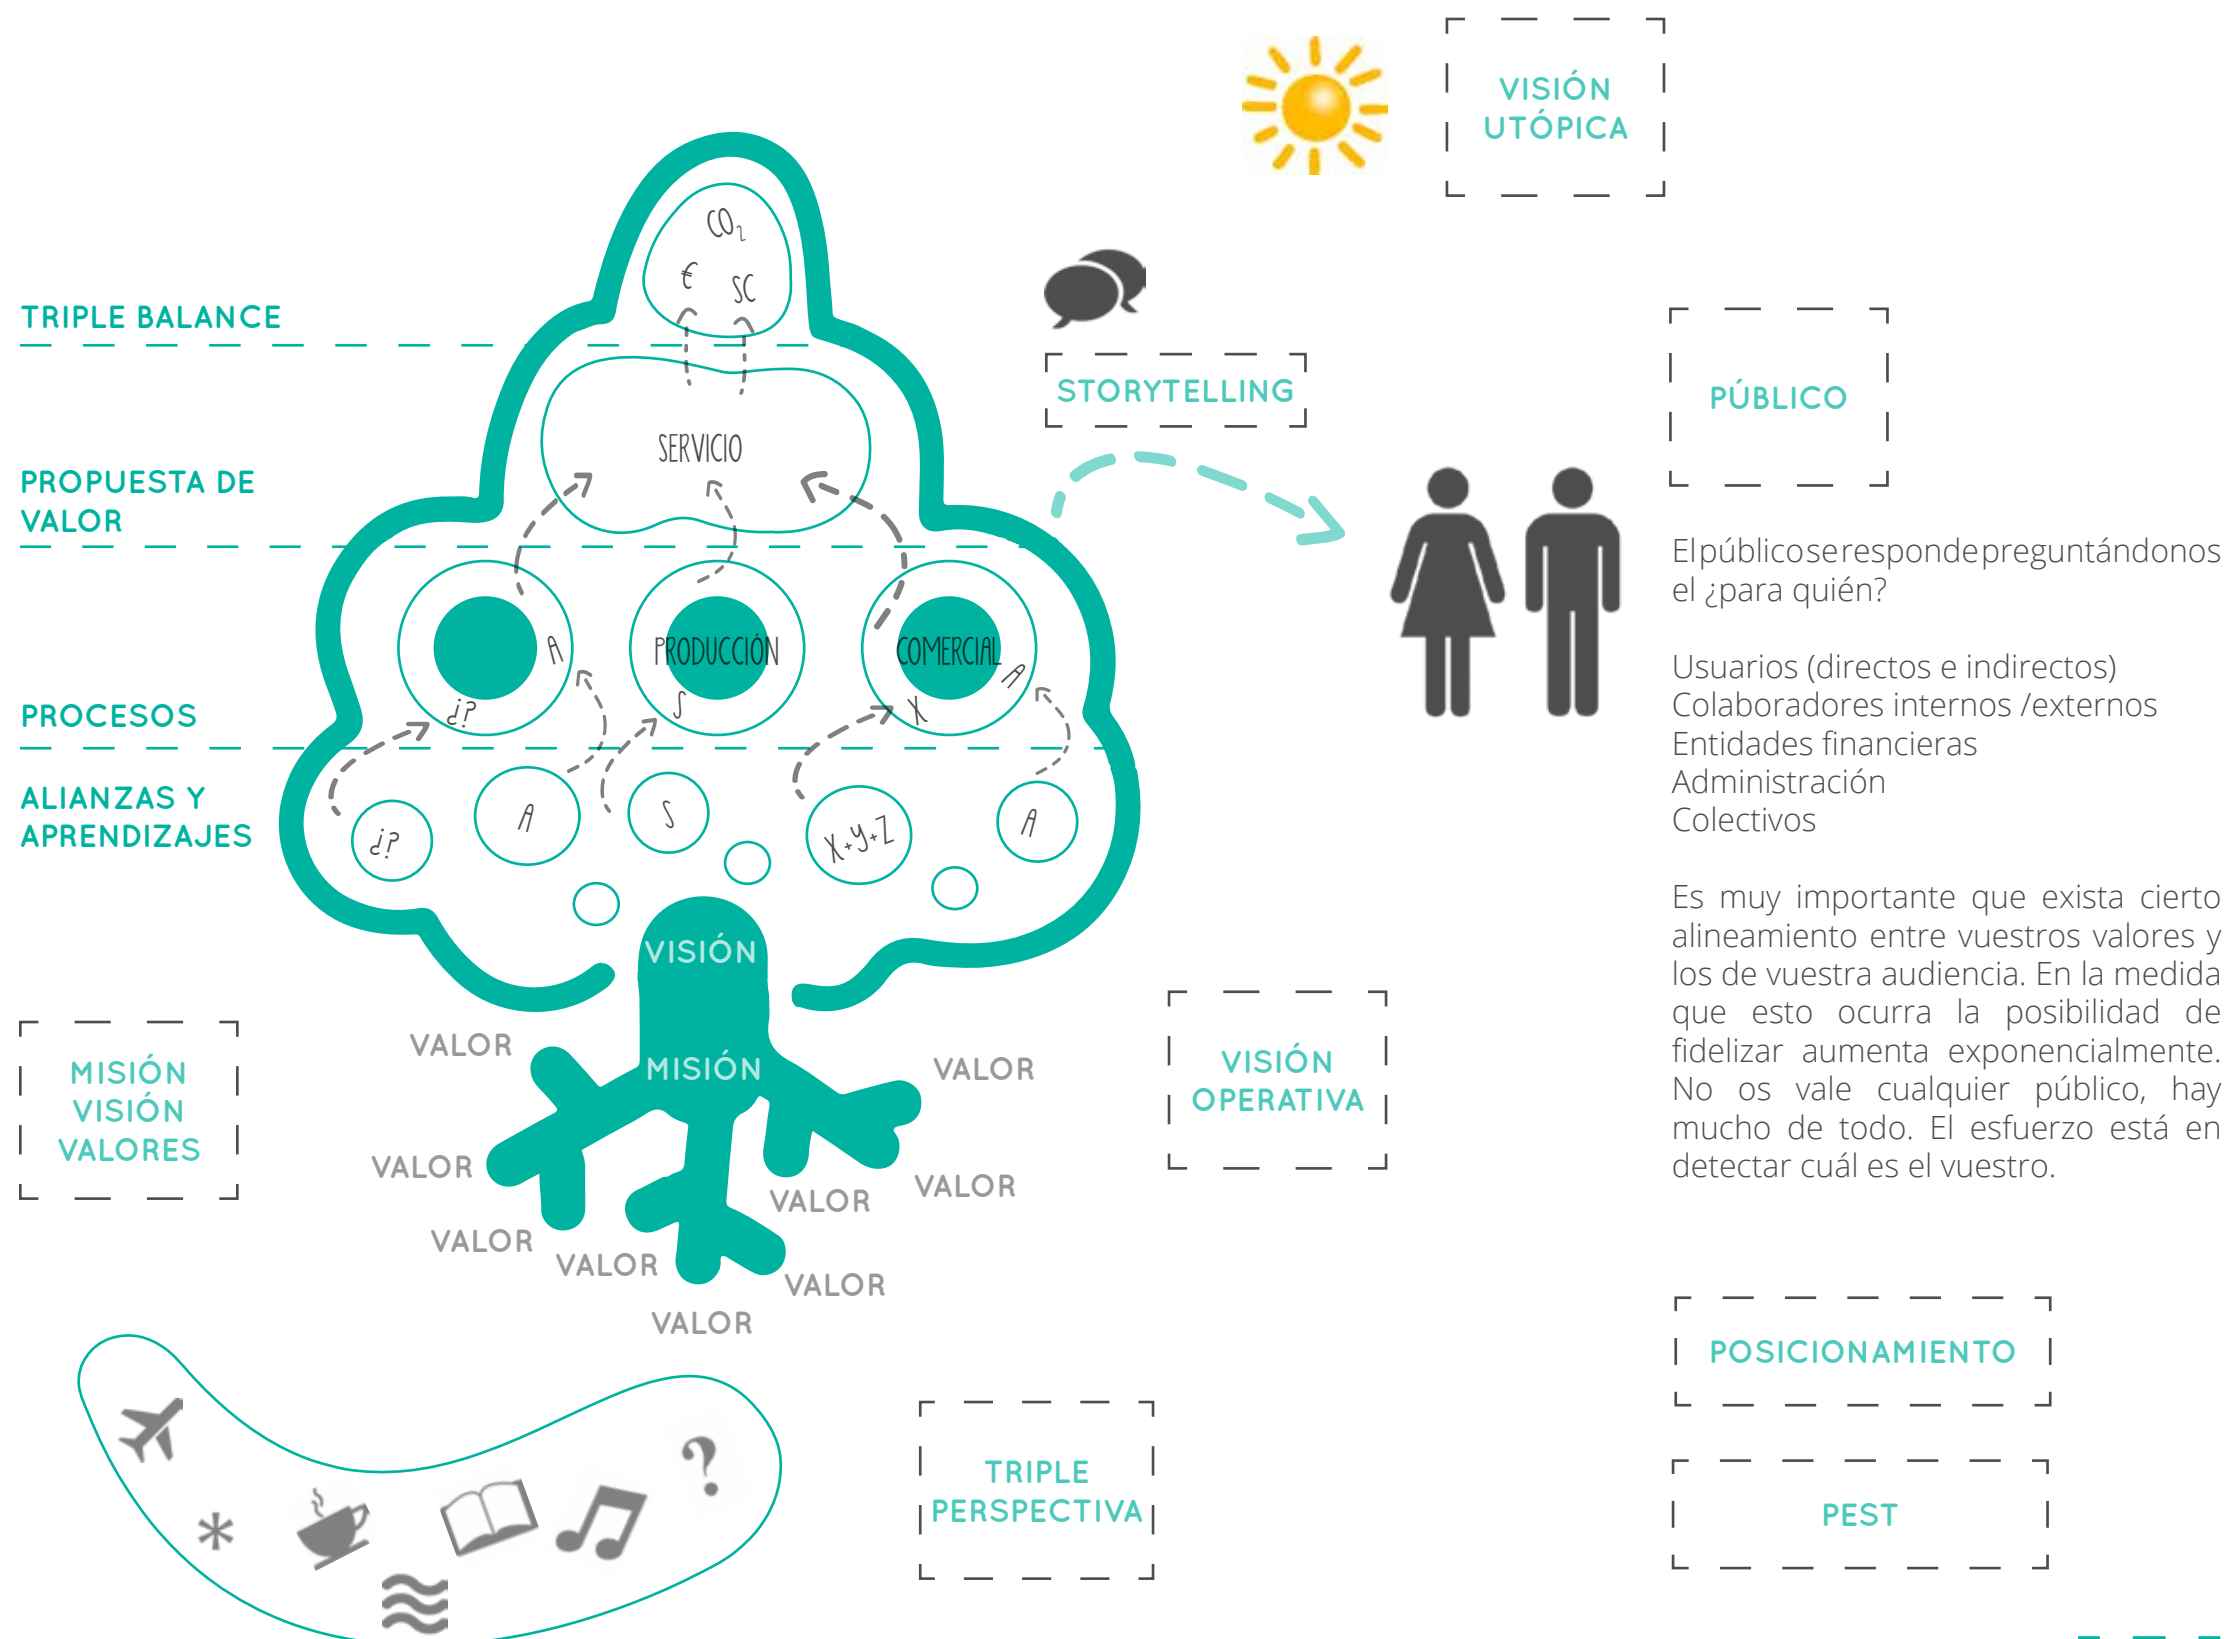 VISIÓN
UTÓPICA
CO2
€ SC
TRIPLE BALANCE
STORYTELLING
PÚBLICO
SERVICIO
PROPUESTA DE
VALOR
El público se responde preguntándonos
el ¿para quién?
Usuarios (directos e indirectos)
Colaboradores internos /externos
Entidades financieras
Administración
Colectivos
Es muy importante que exista cierto
alineamiento entre vuestros valores y
los de vuestra audiencia. En la medida
que esto ocurra la posibilidad de
fidelizar aumenta exponencialmente.
No os vale cualquier público, hay
mucho de todo. El esfuerzo está en
detectar cuál es el vuestro.
A
PRODUCCIÓN
COMERCIAL
A
¿?
S
X
PROCESOS
ALIANZAS Y
APRENDIZAJES
¿?
A
S
X+Y+Z
A
VISIÓN
MISIÓN
VALOR
VALOR
VALOR
VALOR
VALOR
VALOR
VALOR
VALOR
VALOR
MISIÓN
VISIÓN
VALORES
VISIÓN
OPERATIVA
POSICIONAMIENTO
TRIPLE
PERSPECTIVA
PEST
?
*